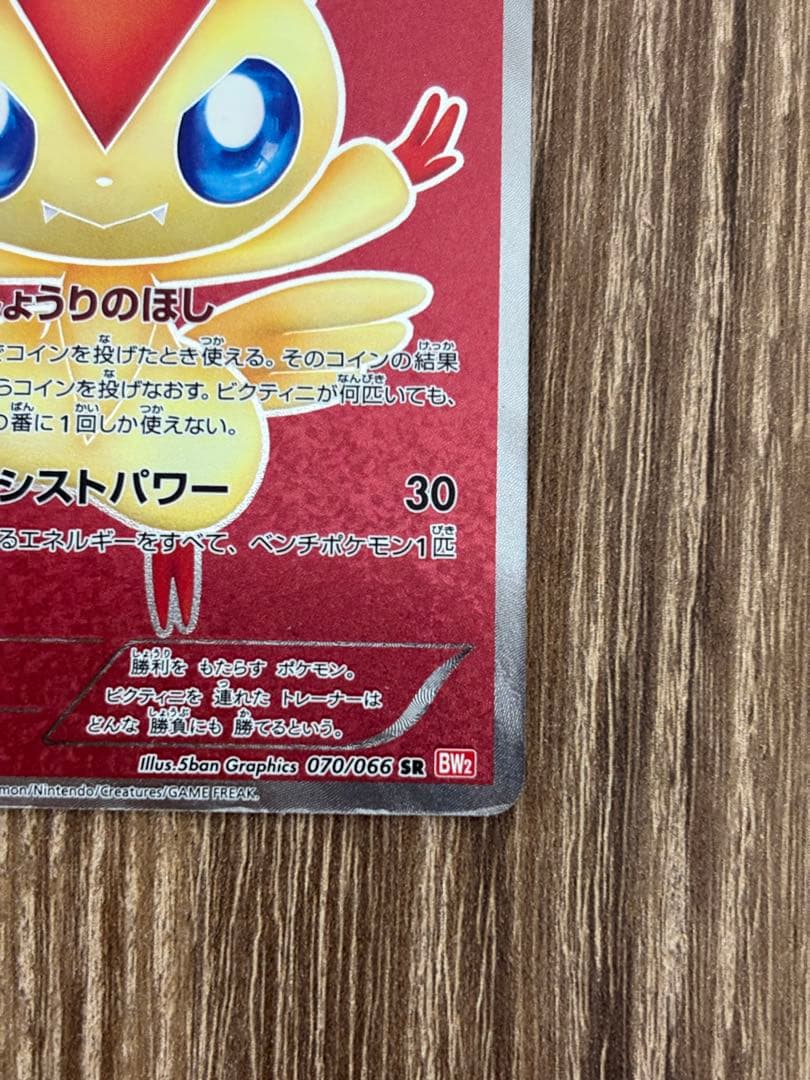 ょうりのほし
でコインを投げたとき使える。そのコインの結果
らコインを投げなおす。ビクティニが何匹いても、
の番に1回しか使えない。
シストパワー 30
るエネルギーをすべて、ベンチポケモン1匹
勝利を もたらす ポケモン。
ビクティニを 連れた トレーナーは
どんな 勝負にも 勝てるという。
Illus.5ban Graphics 070/066 SR BW2
mon/Nintendo/Creatures/GAME FREAK.